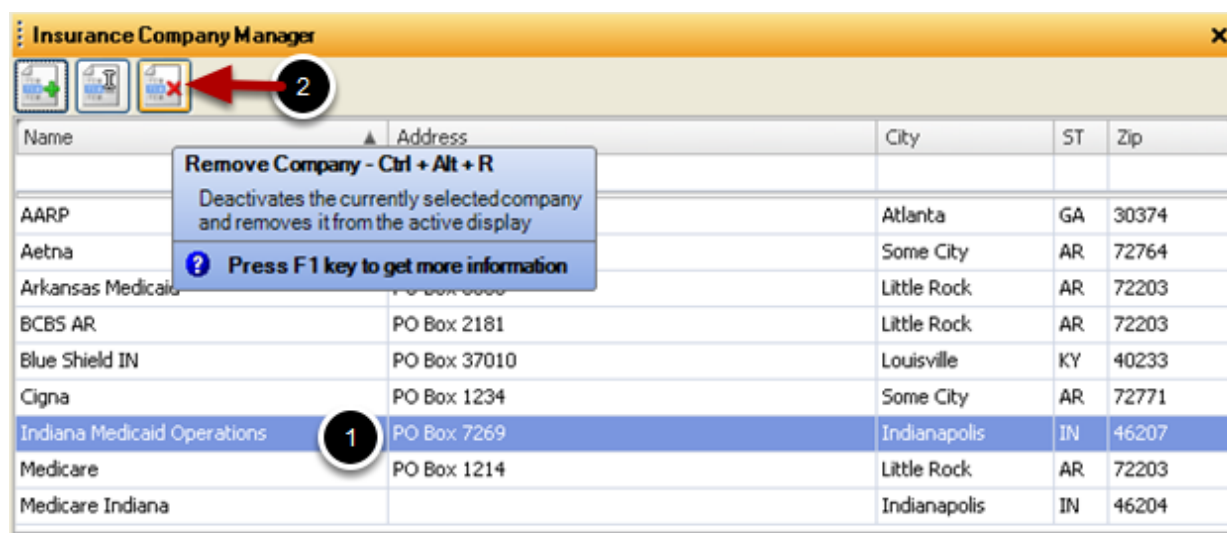 Insurance Company Manager
2
Name Address City ST Zip
Remove Company - Ctrl + Alt + R
Deactivates the currently selected company
and removes it from the active display
Press F1 key to get more information
AARP Atlanta GA 30374
Aetna Some City AR 72764
Arkansas Medicaid Little Rock AR 72203
BCBS AR PO Box 2181 Little Rock AR 72203
Blue Shield IN PO Box 37010 Louisville KY 40233
Cigna PO Box 1234 Some City AR 72771
Indiana Medicaid Operations 1 PO Box 7269 Indianapolis IN 46207
Medicare PO Box 1214 Little Rock AR 72203
Medicare Indiana Indianapolis IN 46204